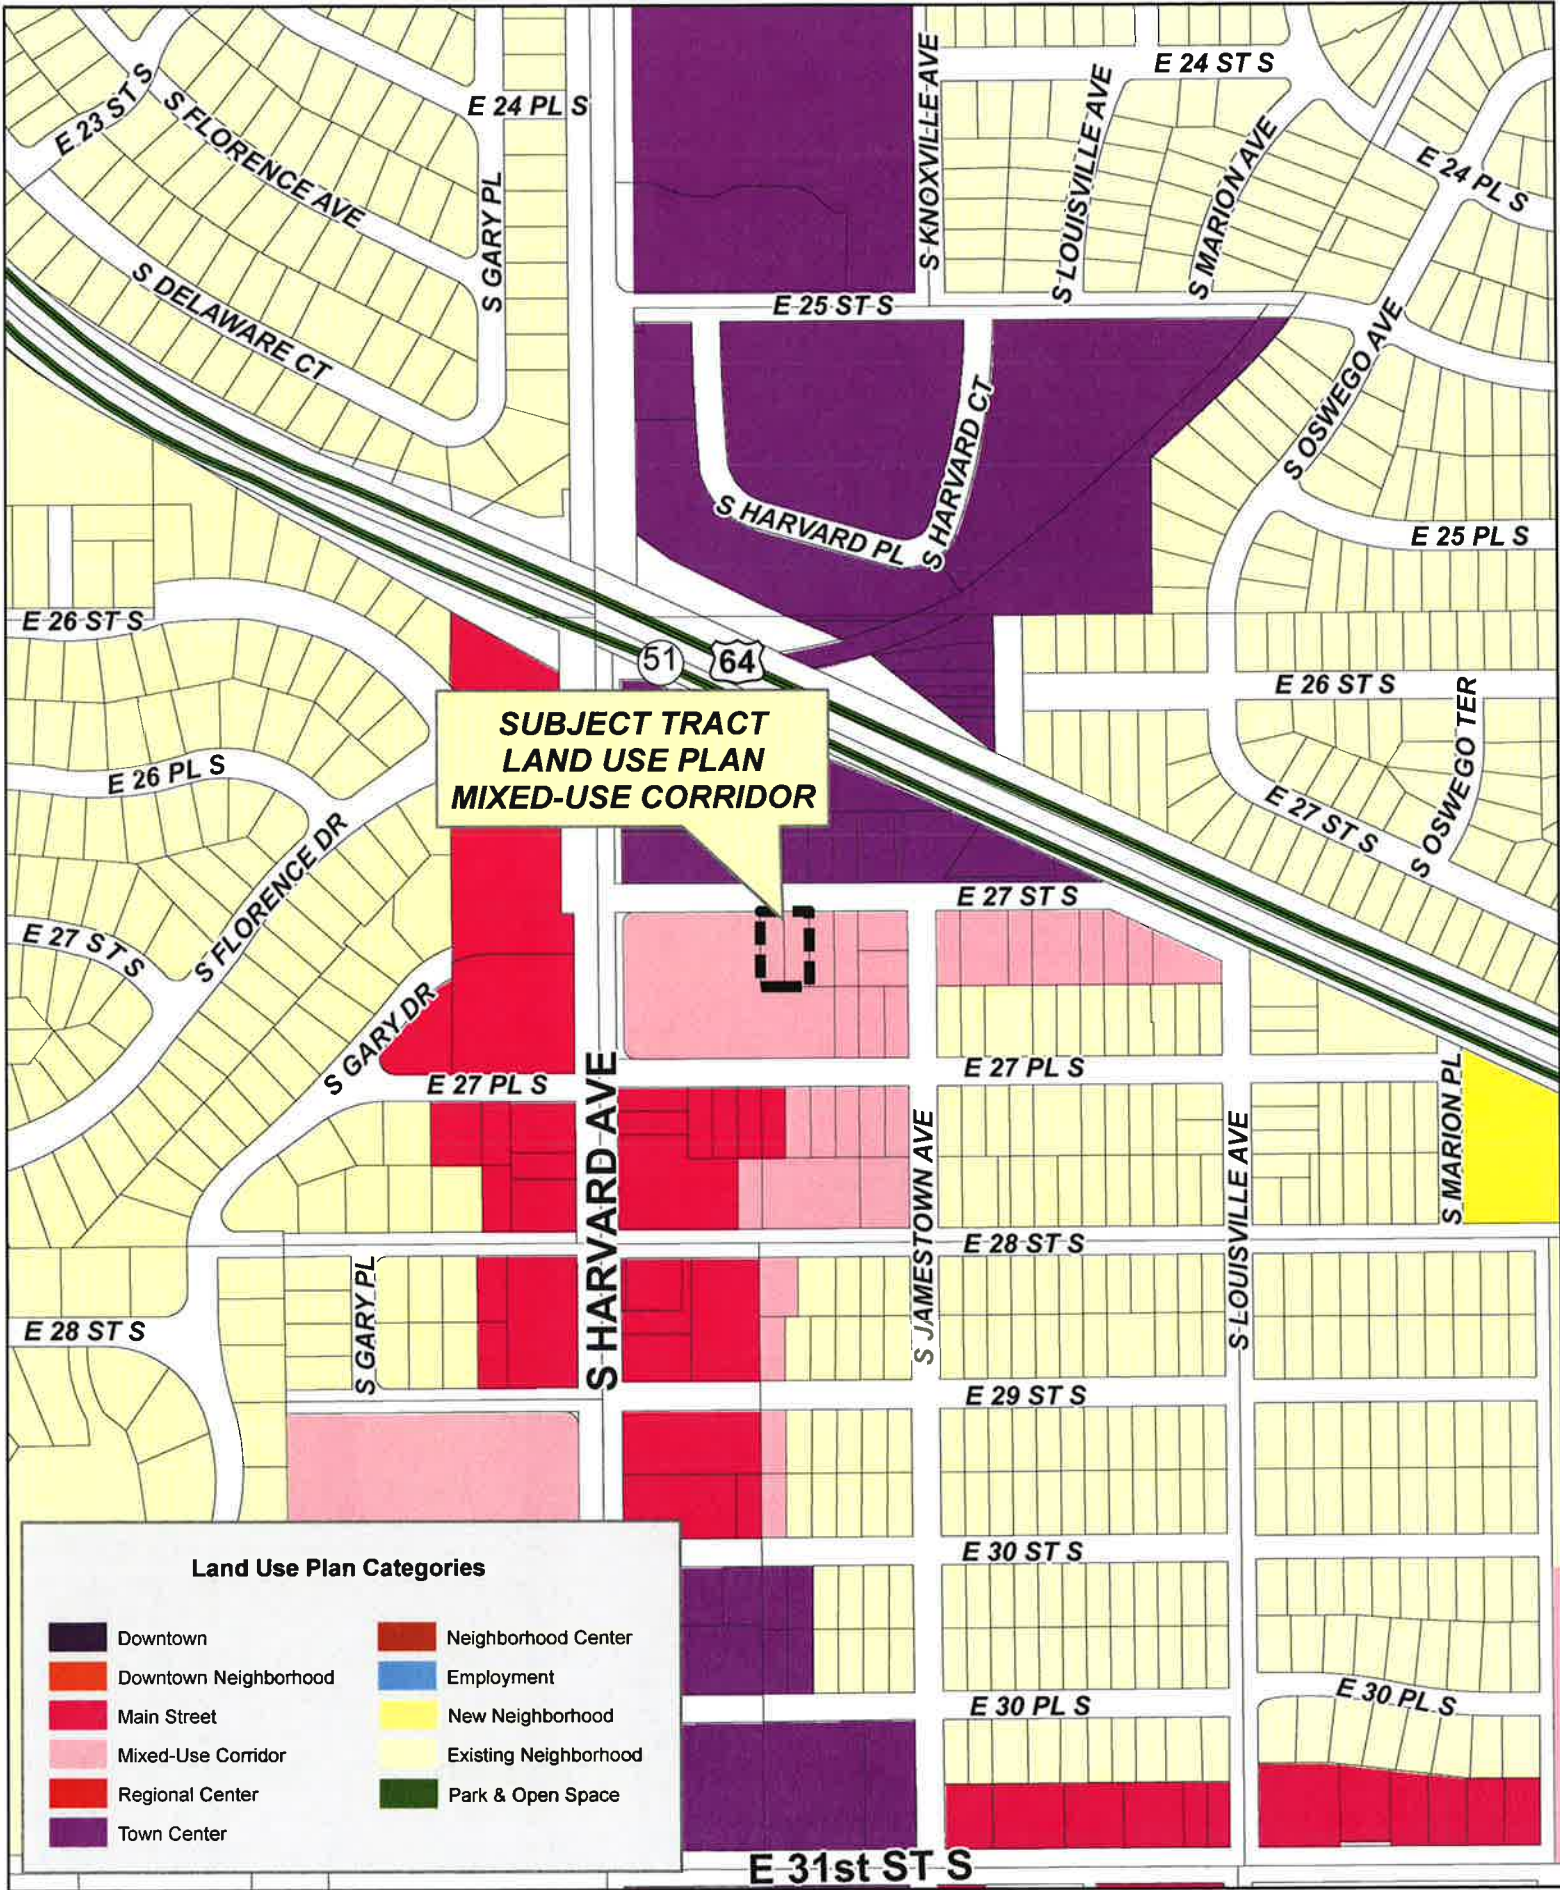 E 24 ST S
E 23 ST S
S FLORENCE AVE
E 24 PL S
S KNOXVILLE AVE
S LOUISVILLE AVE
S MARION AVE
E 24 PL S
S GARY PL
S DELAWARE CT
E 25 ST S
S OSWEGO AVE
S HARVARD CT
S HARVARD PL
E 25 PL S
E 26 ST S
51
64
E 26 ST S
SUBJECT TRACT
LAND USE PLAN
MIXED-USE CORRIDOR
S OSWEGO TER
E 26 PL S
E 27 ST S
S FLORENCE DR
E 27 ST S
E 27 ST S
S GARY DR
E 27 PL S
E 27 PL S
S HARVARD AVE
S JAMESTOWN AVE
S LOUISVILLE AVE
S MARION PL
E 28 ST S
S GARY PL
E 28 ST S
E 29 ST S
E 30 ST S
E 30 PL S
E 30 PL S
E 31st ST S
Land Use Plan Categories
Downtown
Downtown Neighborhood
Main Street
Mixed-Use Corridor
Regional Center
Town Center
Neighborhood Center
Employment
New Neighborhood
Existing Neighborhood
Park & Open Space